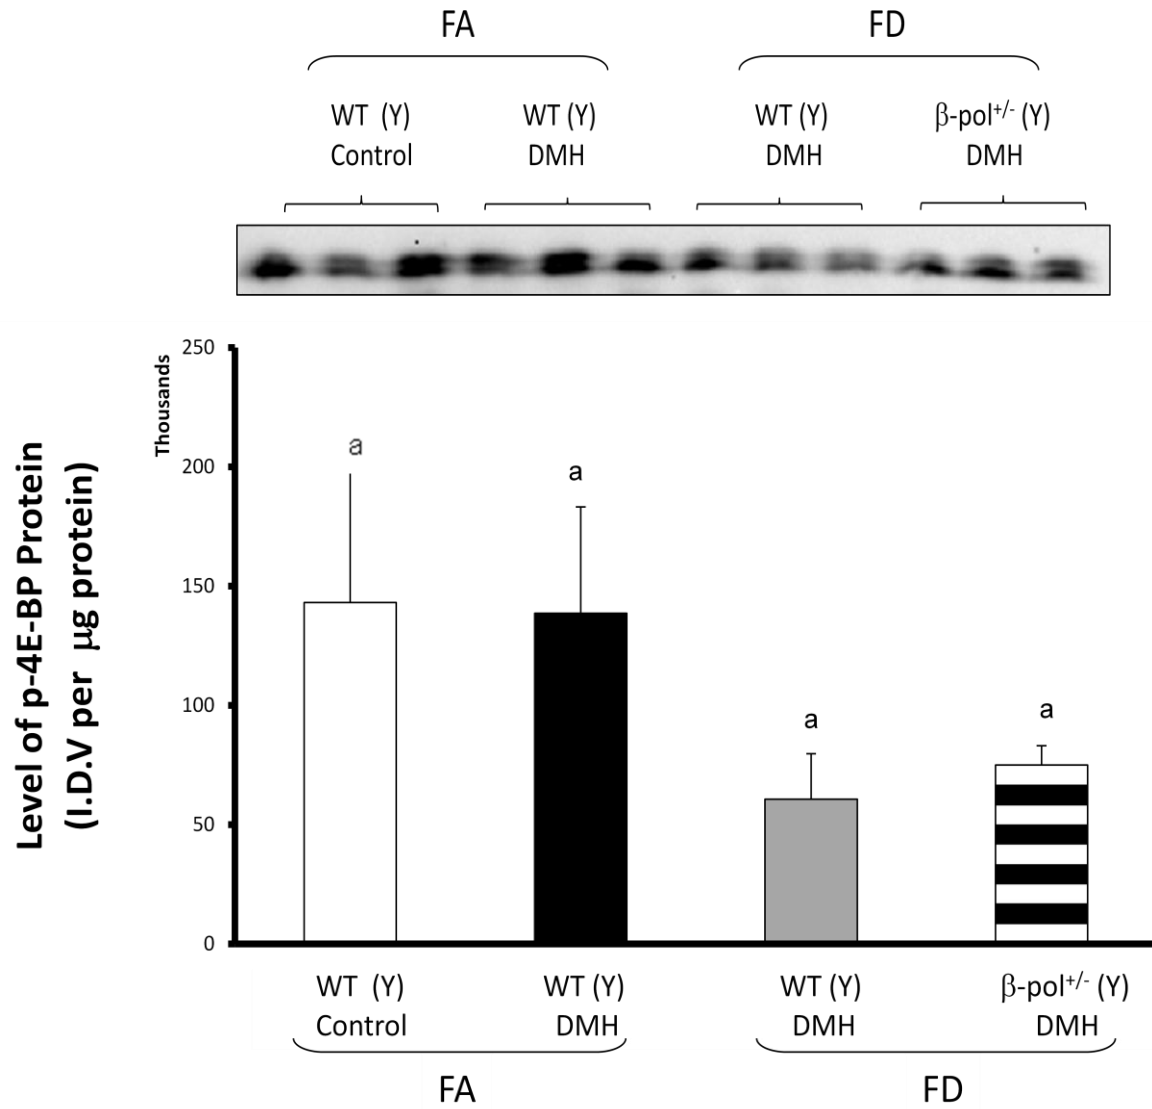 FA FD
WT (Y) WT (Y) WT (Y) β-pol+/- (Y)
Control DMH DMH DMH
Level of p-4E-BP Protein
(I.D.V per μg protein)
Thousands
250
200
150
100
50
0
a a a a
WT (Y) WT (Y) WT (Y) β-pol+/- (Y)
Control DMH DMH DMH
FA FD